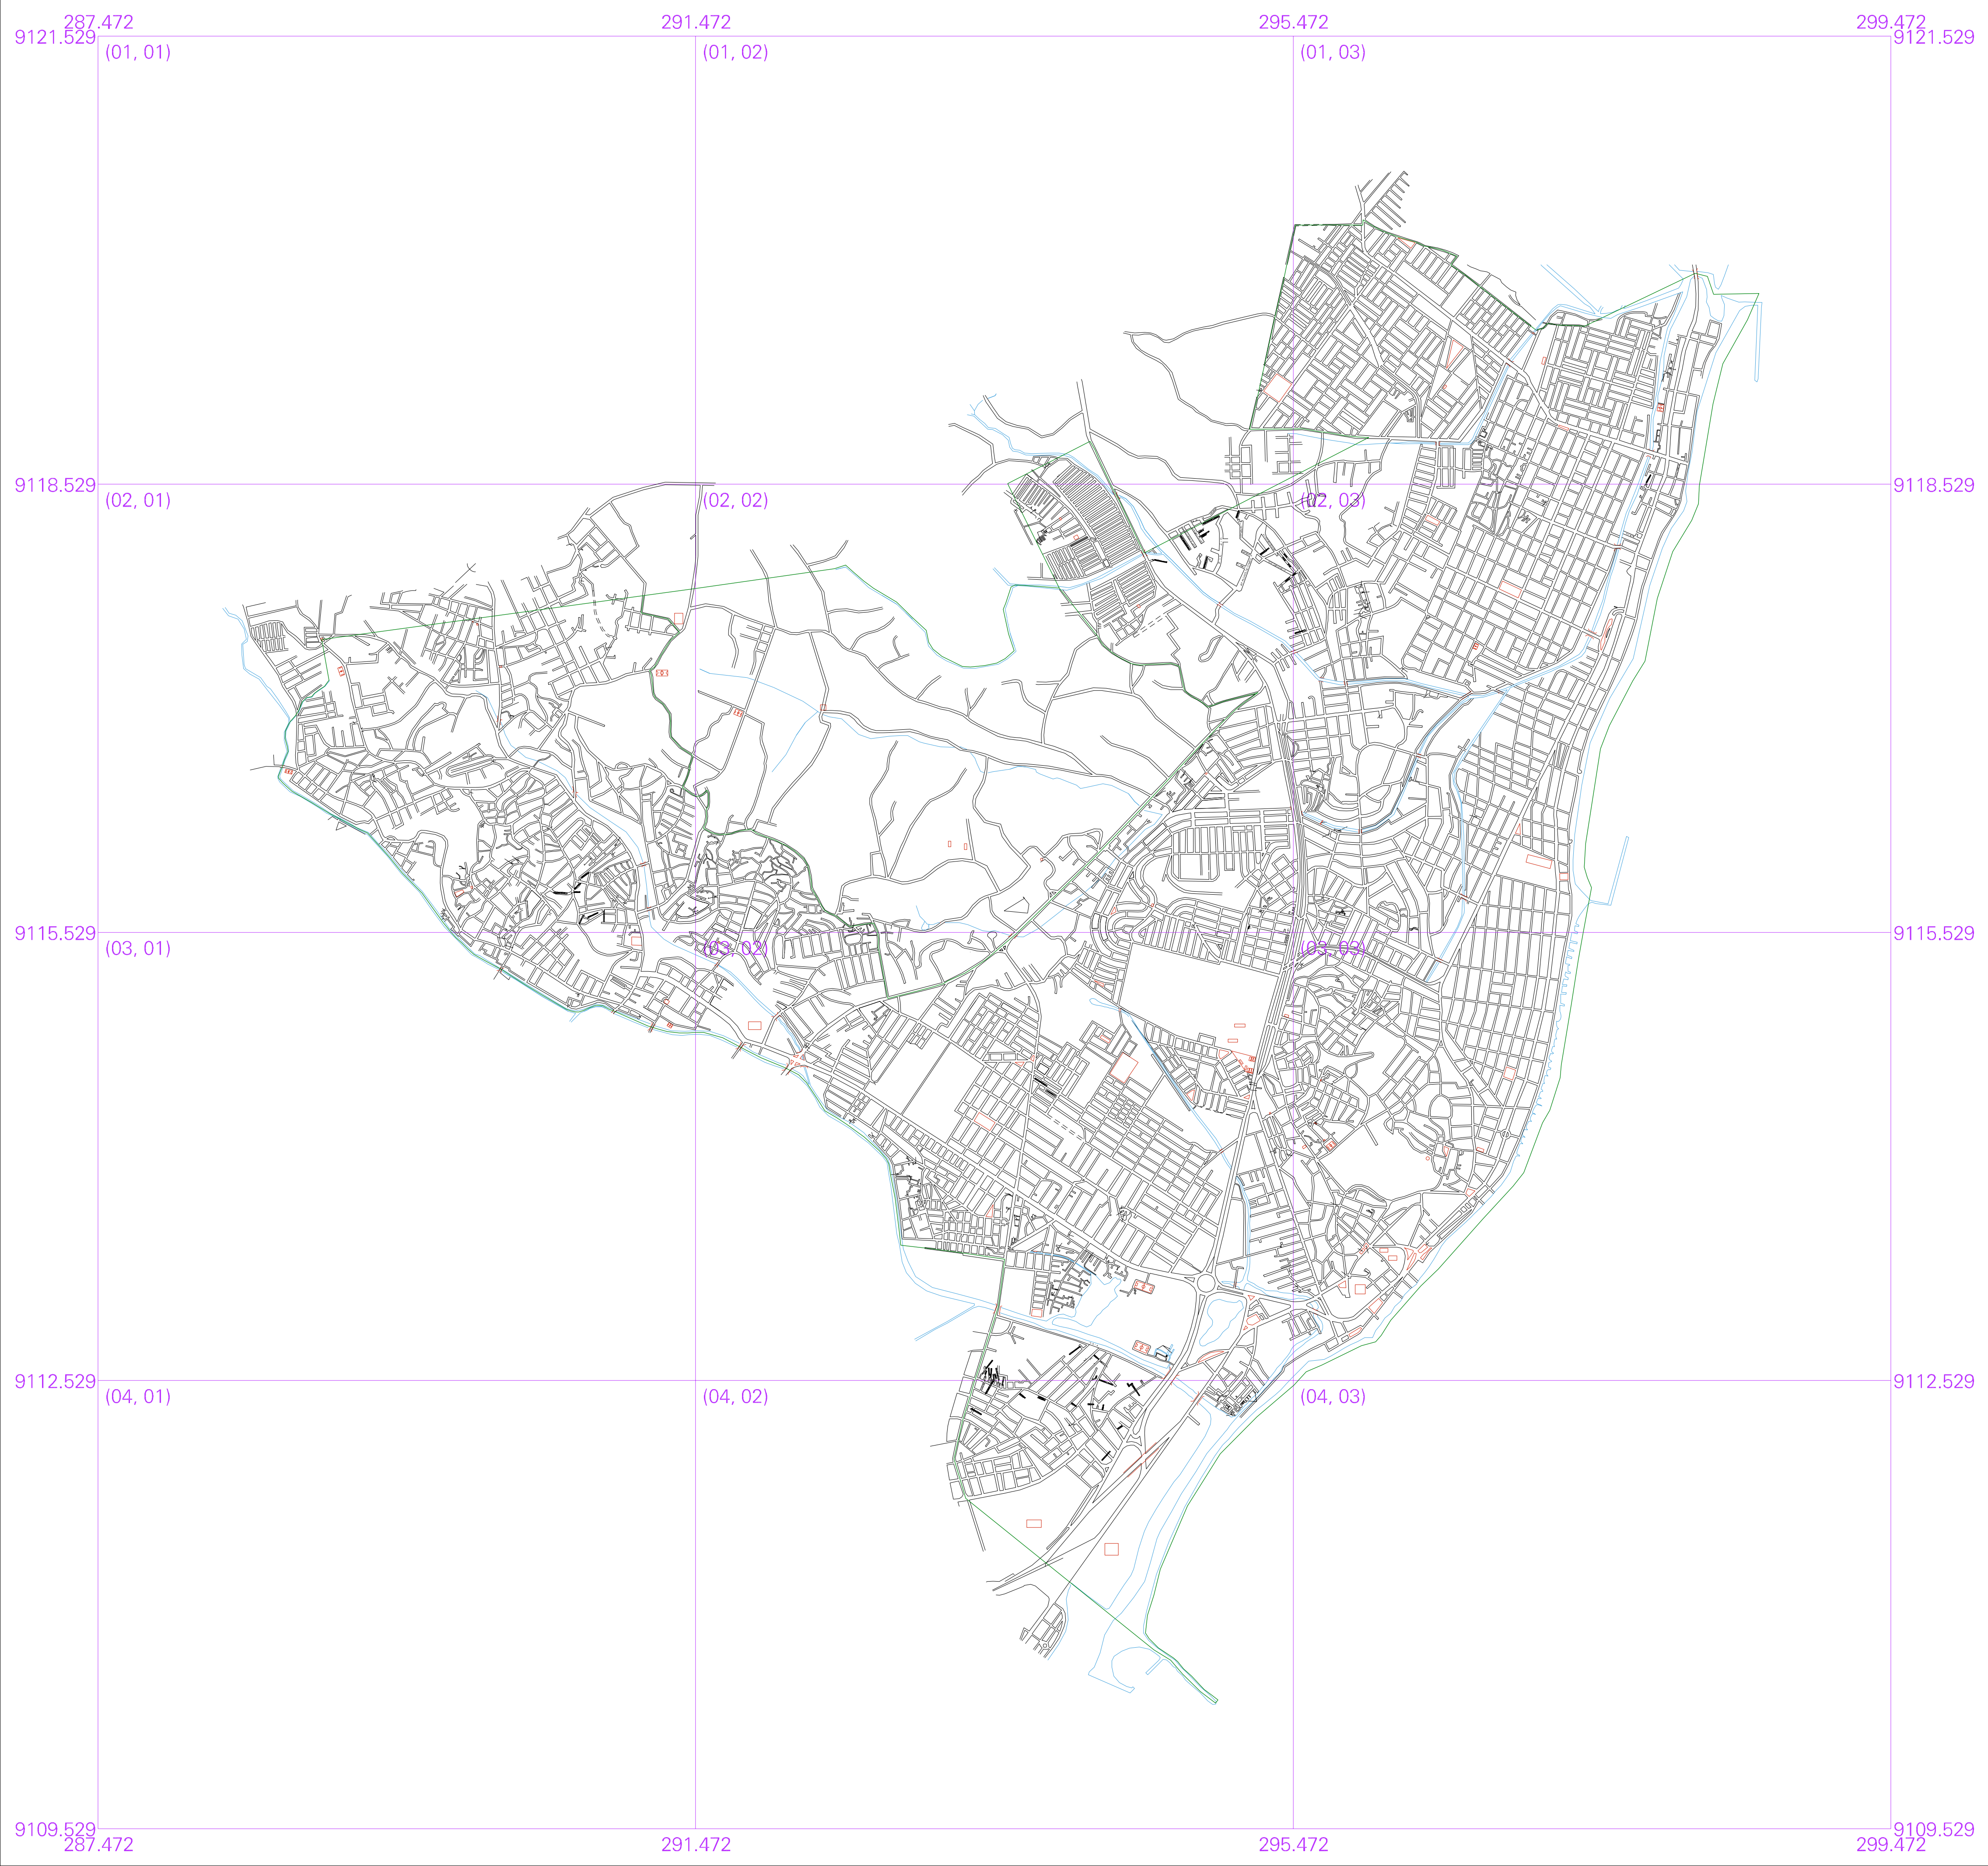 287.472 291.472 295.472 299.472
9121.529 9121.529
(01, 01) (01, 02) (01, 03)
9118.529 9118.529
(02, 01) (02, 02) (02, 03)
9115.529 9115.529
(03, 01) (03, 02) (03, 03)
9112.529 9112.529
(04, 01) (04, 02) (04, 03)
9109.529 9109.529
287.472 291.472 295.472 299.472